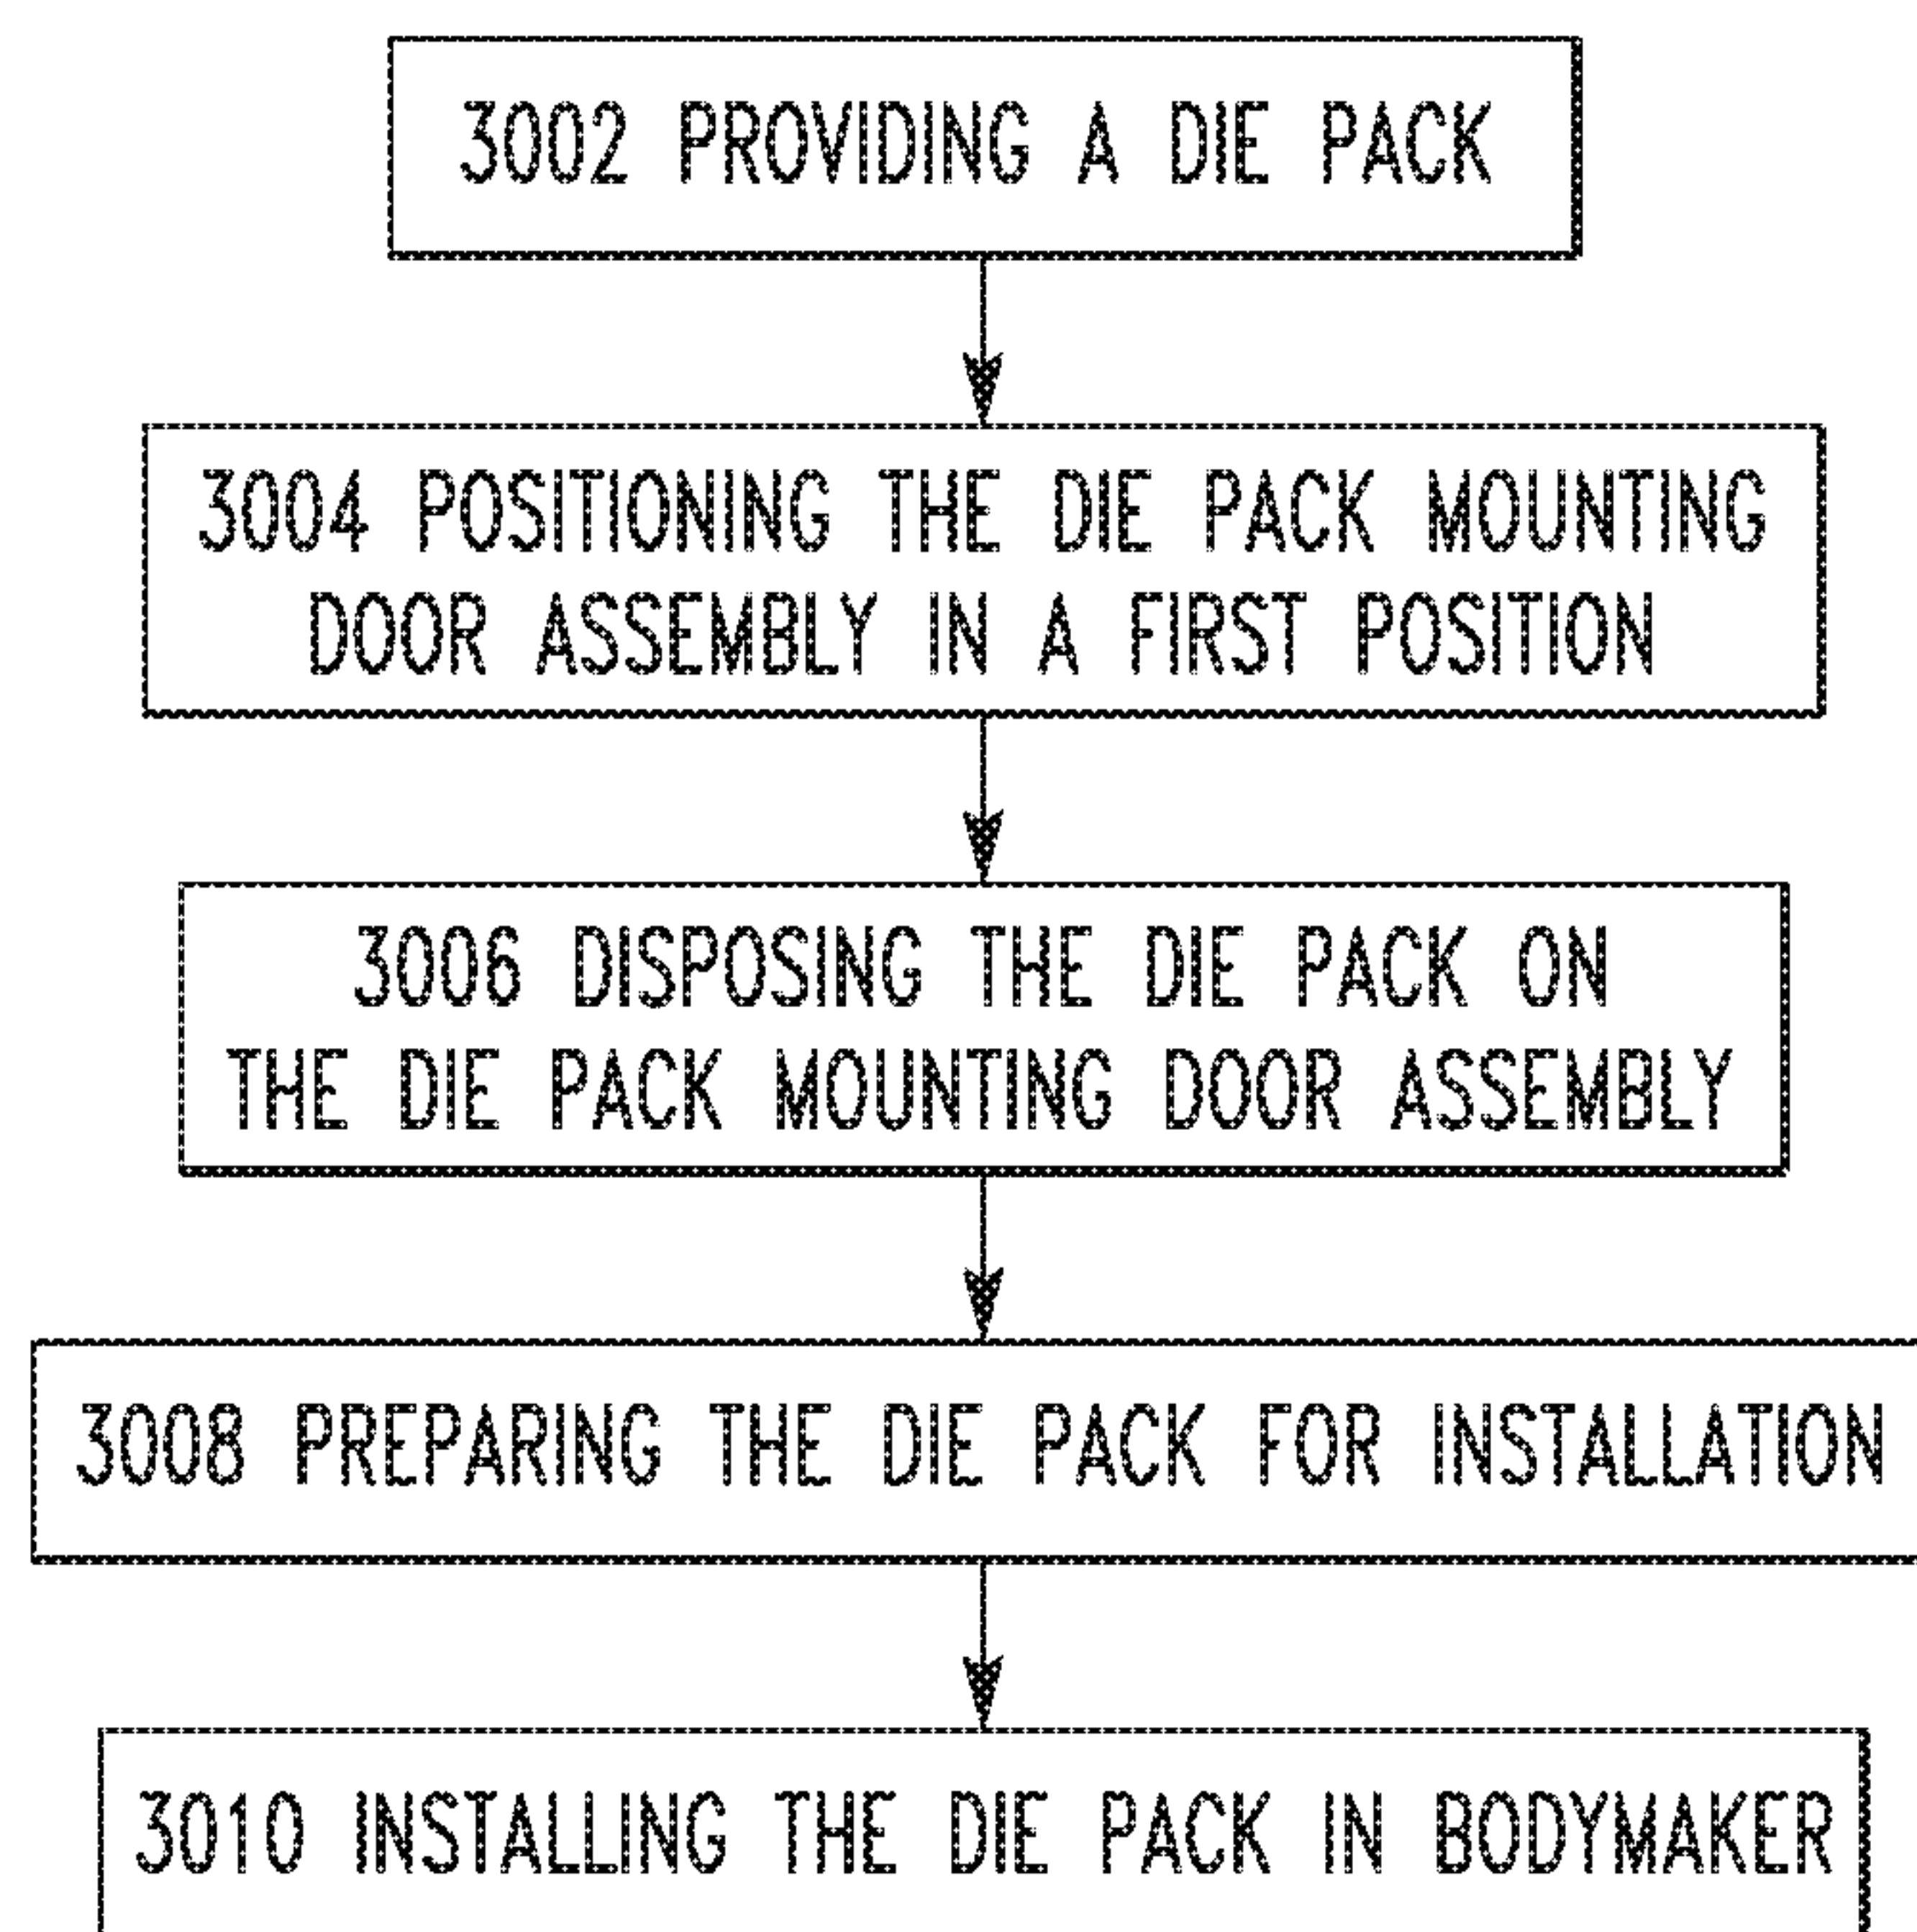 3002 PROVIDING A DIE PACK
3004 POSITIONING THE DIE PACK MOUNTING
DOOR ASSEMBLY IN A FIRST POSITION
3006 DISPOSING THE DIE PACK ON
THE DIE PACK MOUNTING DOOR ASSEMBLY
3008 PREPARING THE DIE PACK FOR INSTALLATION
3010 INSTALLING THE DIE PACK IN BODYMAKER